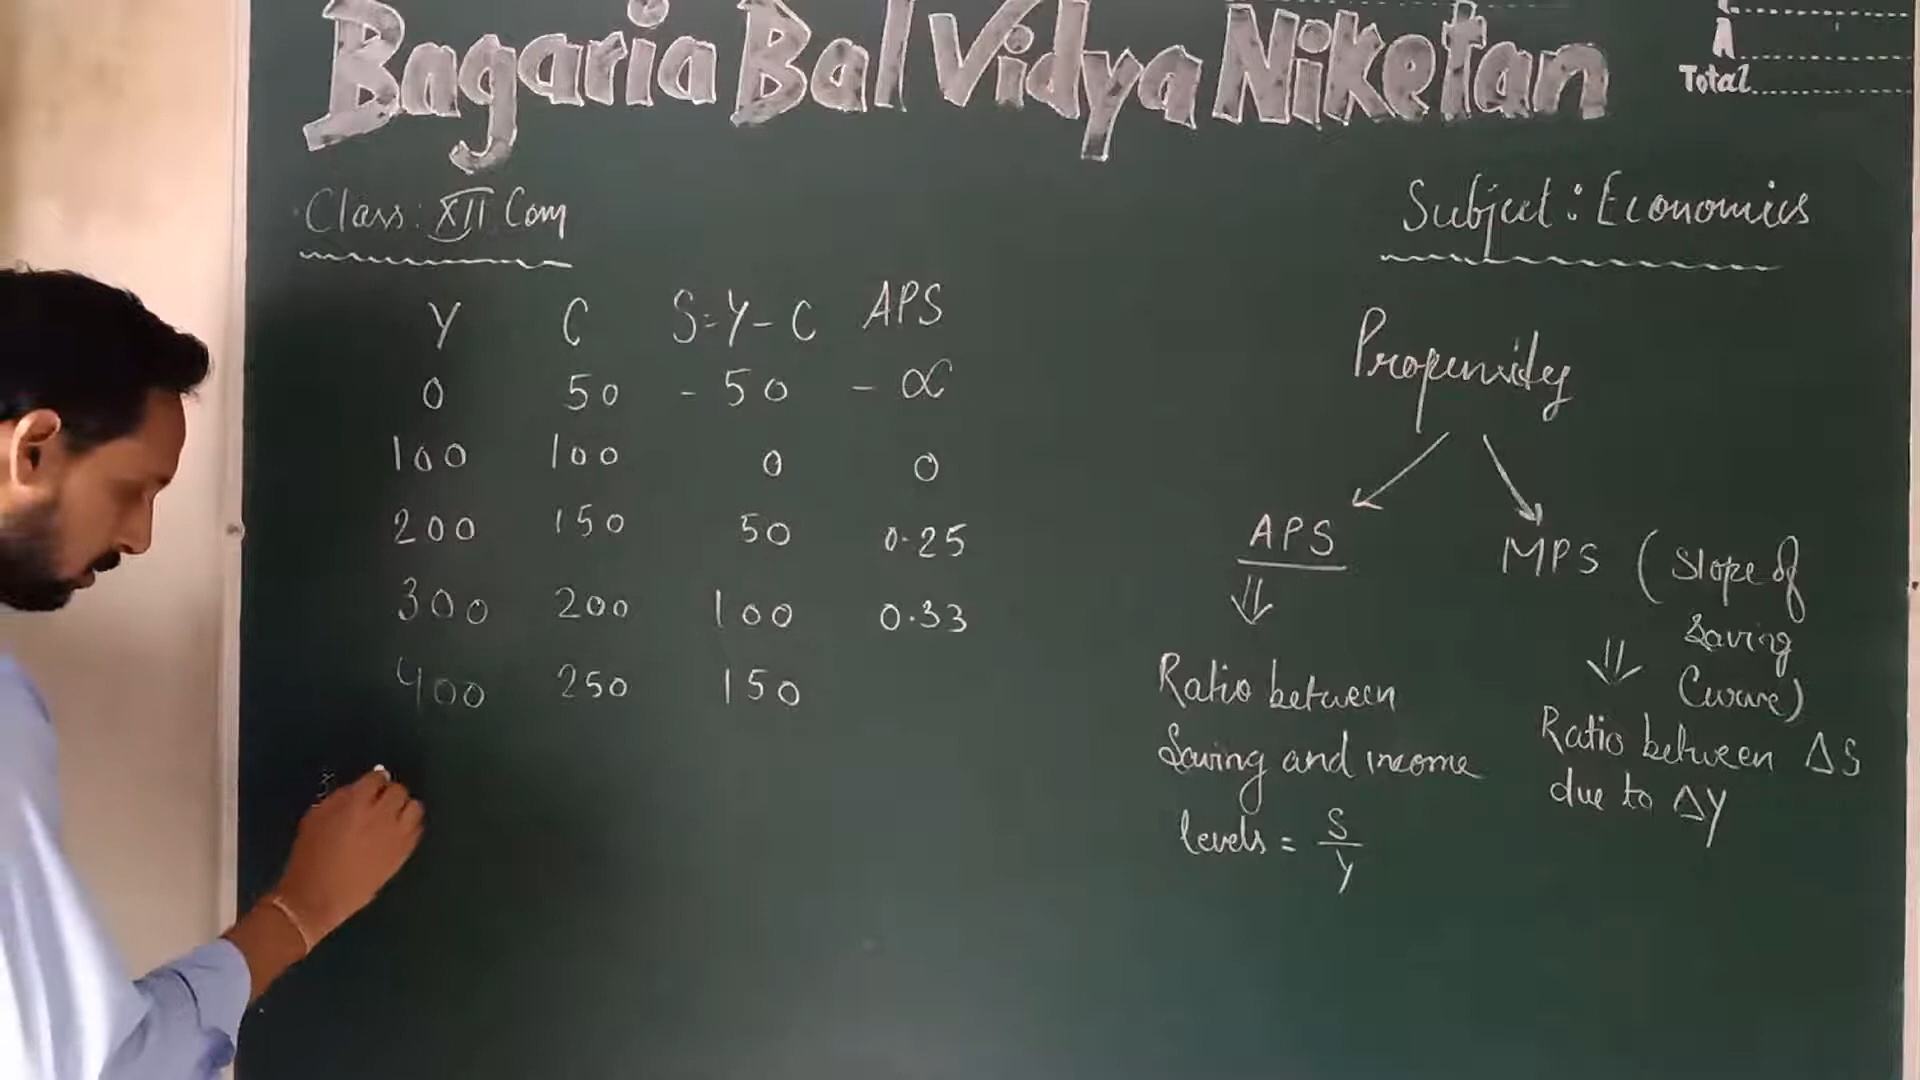 Bagaria Bal Vidya Niketan
A
Total
Class: XII Com
Subject: Economics
Y C S=Y-C APS
0 50 -50 -∝
100 100 0 0
200 150 50 0.25
300 200 100 0.33
400 250 150
Propensity
APS
Ratio between
Saving and income
levels = S/Y
MPS (Slope of
Saving
Curve)
Ratio between ΔS
due to ΔY